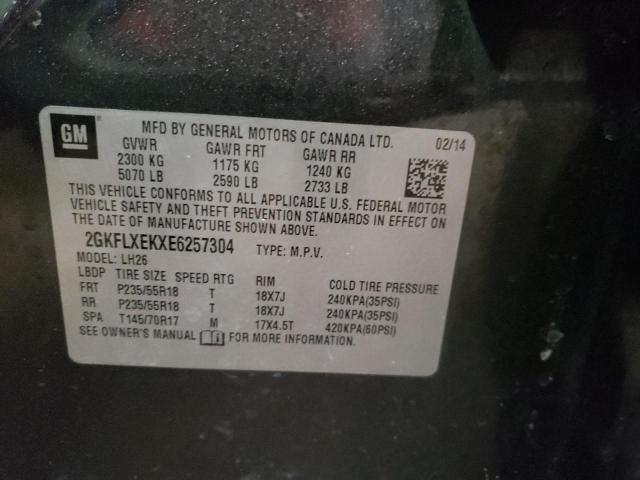 GM
MFD BY GENERAL MOTORS OF CANADA LTD.
02/14
GVWR GAWR FRT GAWR RR
2300 KG 1175 KG 1240 KG
5070 LB 2590 LB 2733 LB
THIS VEHICLE CONFORMS TO ALL APPLICABLE U.S. FEDERAL MOTOR
VEHICLE SAFETY AND THEFT PREVENTION STANDARDS IN EFFECT ON
THE DATE OF MANUFACTURE SHOWN ABOVE.
2GKFLXEKXE6257304 TYPE: M.P.V.
MODEL: LH26
LBDP TIRE SIZE SPEED RTG RIM COLD TIRE PRESSURE
FRT P235/55R18 T 18X7J 240KPA(35PSI)
RR P235/55R18 T 18X7J 240KPA(35PSI)
SPA T145/70R17 M 17X4.5T 420KPA(60PSI)
SEE OWNER'S MANUAL FOR MORE INFORMATION.